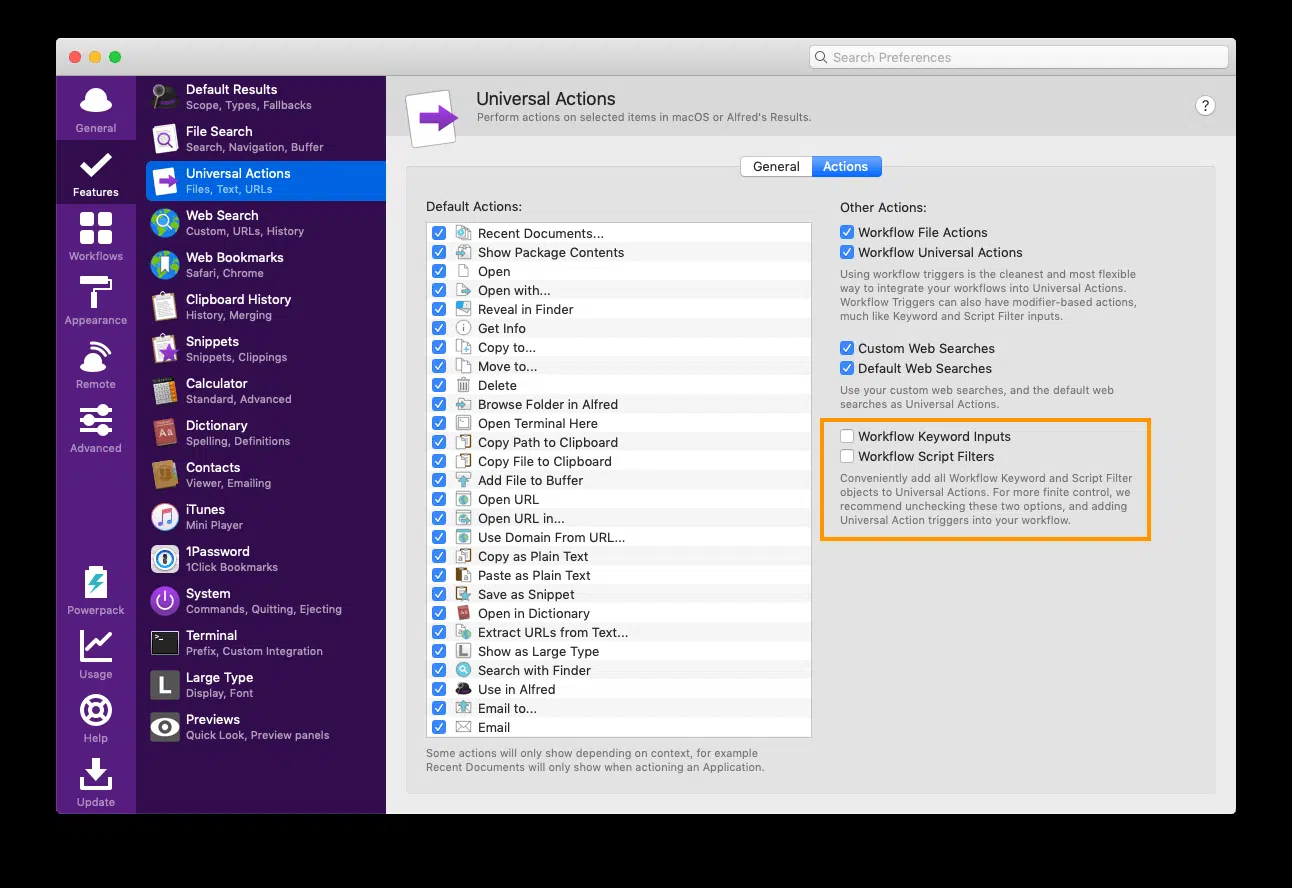 Search Preferences
General
Features
Workflows
Appearance
Remote
Advanced
Powerpack
Usage
Help
Update
Default Results
Scope, Types, Fallbacks
File Search
Search, Navigation, Buffer
Universal Actions
Files, Text, URLs
Web Search
Custom, URLs, History
Web Bookmarks
Safari, Chrome
Clipboard History
History, Merging
Snippets
Snippets, Clippings
Calculator
Standard, Advanced
Dictionary
Spelling, Definitions
Contacts
Viewer, Emailing
iTunes
Mini Player
1Password
1Click Bookmarks
System
Commands, Quitting, Ejecting
Terminal
Prefix, Custom Integration
Large Type
Display, Font
Previews
Quick Look, Preview panels
Universal Actions
Perform actions on selected items in macOS or Alfred's Results.
?
General
Actions
Default Actions:
Recent Documents...
Show Package Contents
Open
Open with...
Reveal in Finder
Get Info
Copy to...
Move to...
Delete
Browse Folder in Alfred
Open Terminal Here
Copy Path to Clipboard
Copy File to Clipboard
Add File to Buffer
Open URL
Open URL in...
Use Domain From URL...
Copy as Plain Text
Paste as Plain Text
Save as Snippet
Open in Dictionary
Extract URLs from Text...
Show as Large Type
Search with Finder
Use in Alfred
Email to...
Email
Some actions will only show depending on context, for example
Recent Documents will only show when actioning an Application.
Other Actions:
Workflow File Actions
Workflow Universal Actions
Using workflow triggers is the cleanest and most flexible
way to integrate your workflows into Universal Actions.
Workflow Triggers can also have modifier-based actions,
much like Keyword and Script Filter inputs.
Custom Web Searches
Default Web Searches
Use your custom web searches, and the default web
searches as Universal Actions.
Workflow Keyword Inputs
Workflow Script Filters
Conveniently add all Workflow Keyword and Script Filter
objects to Universal Actions. For more finite control, we
recommend unchecking these two options, and adding
Universal Action triggers into your workflow.